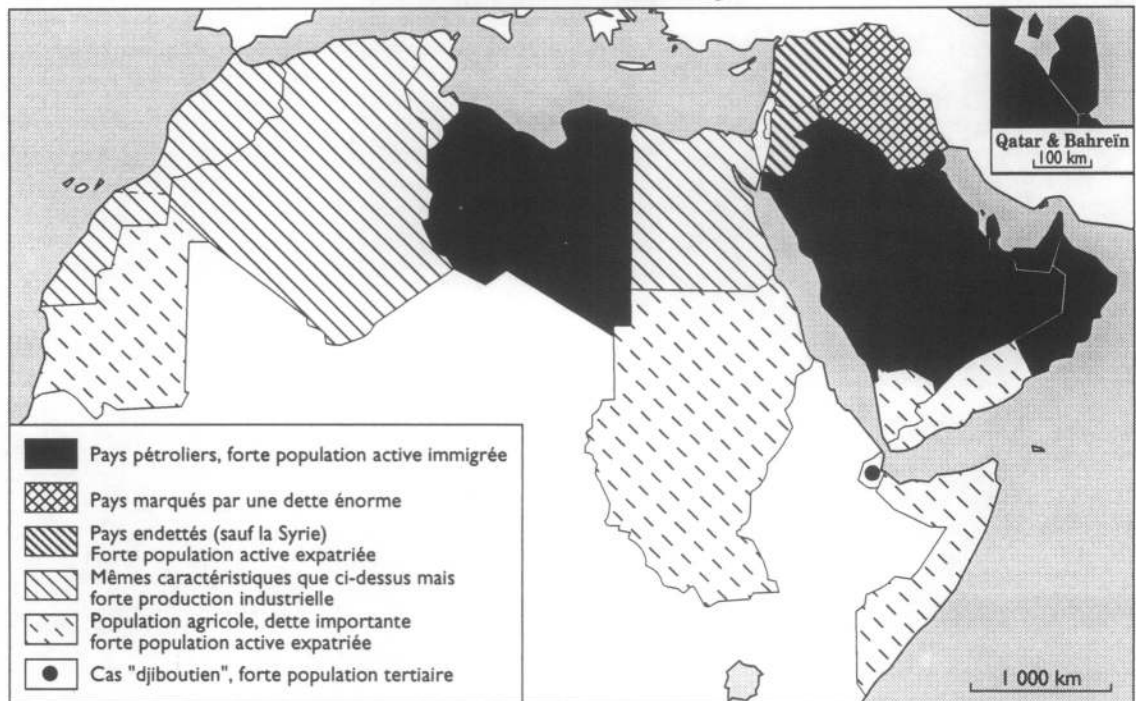 Qatar & Bahreïn
100 km
Pays pétroliers, forte population active immigrée
Pays marqués par une dette énorme
Pays endettés (sauf la Syrie)
Forte population active expatriée
Mêmes caractéristiques que ci-dessus mais
forte production industrielle
Population agricole, dette importante
forte population active expatriée
Cas "djiboutien", forte population tertiaire
1 000 km